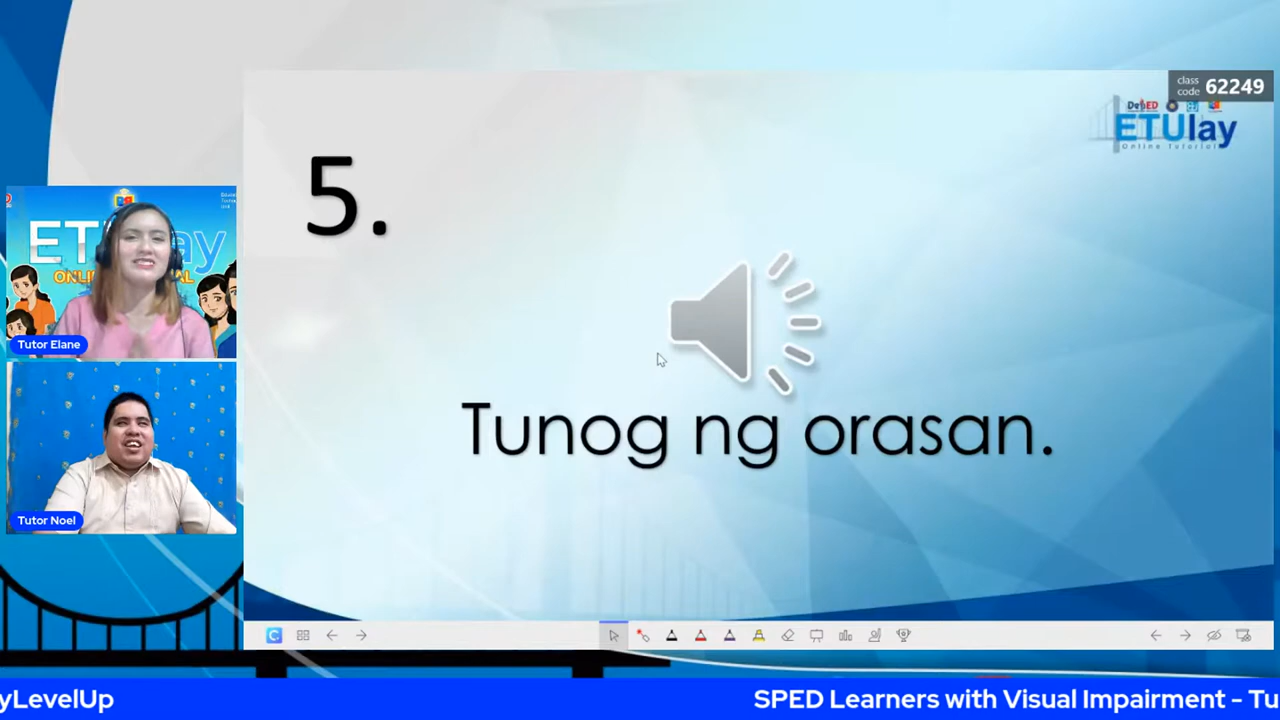 class
code 62249
DepED
ETUlay
Online Tutorial
5.
Tunog ng orasan.
ETUlay
Tutor Elane
Tutor Noel
yLevelUp
SPED Learners with Visual Impairment - Tu